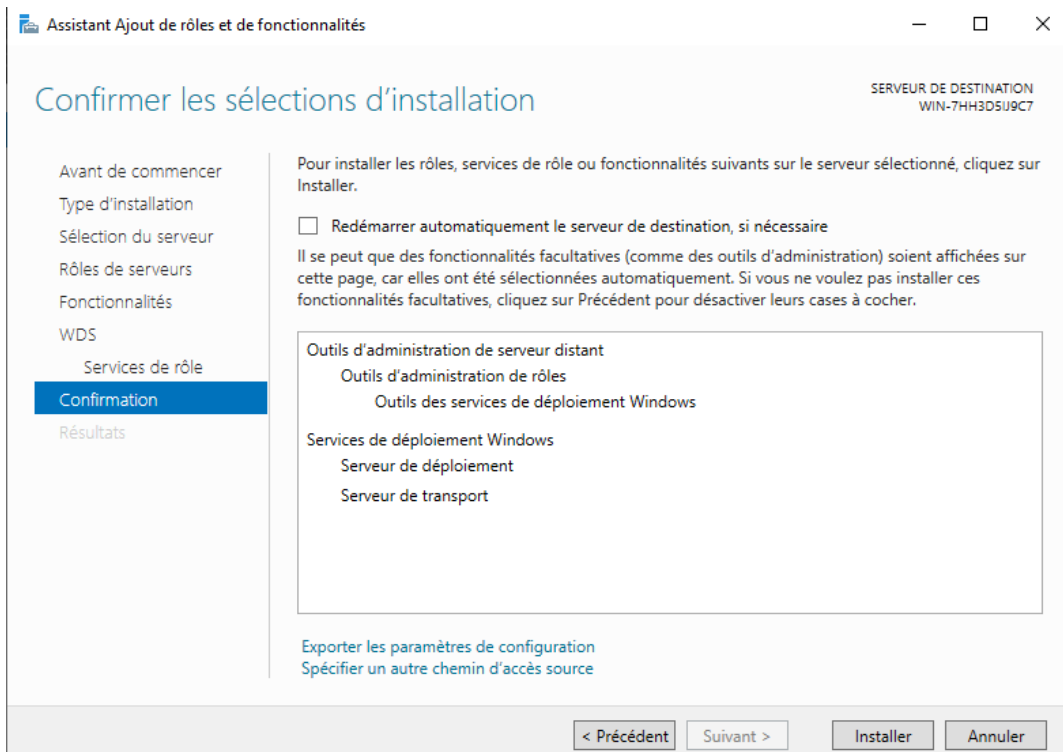 Assistant Ajout de rôles et de fonctionnalités
Confirmer les sélections d'installation
SERVEUR DE DESTINATION
WIN-7HH3D5IJ9C7
Avant de commencer
Type d'installation
Sélection du serveur
Rôles de serveurs
Fonctionnalités
WDS
Services de rôle
Confirmation
Résultats
Pour installer les rôles, services de rôle ou fonctionnalités suivants sur le serveur sélectionné, cliquez sur
Installer.
Redémarrer automatiquement le serveur de destination, si nécessaire
Il se peut que des fonctionnalités facultatives (comme des outils d'administration) soient affichées sur
cette page, car elles ont été sélectionnées automatiquement. Si vous ne voulez pas installer ces
fonctionnalités facultatives, cliquez sur Précédent pour désactiver leurs cases à cocher.
Outils d'administration de serveur distant
Outils d'administration de rôles
Outils des services de déploiement Windows
Services de déploiement Windows
Serveur de déploiement
Serveur de transport
Exporter les paramètres de configuration
Spécifier un autre chemin d'accès source
< Précédent
Suivant >
Installer
Annuler